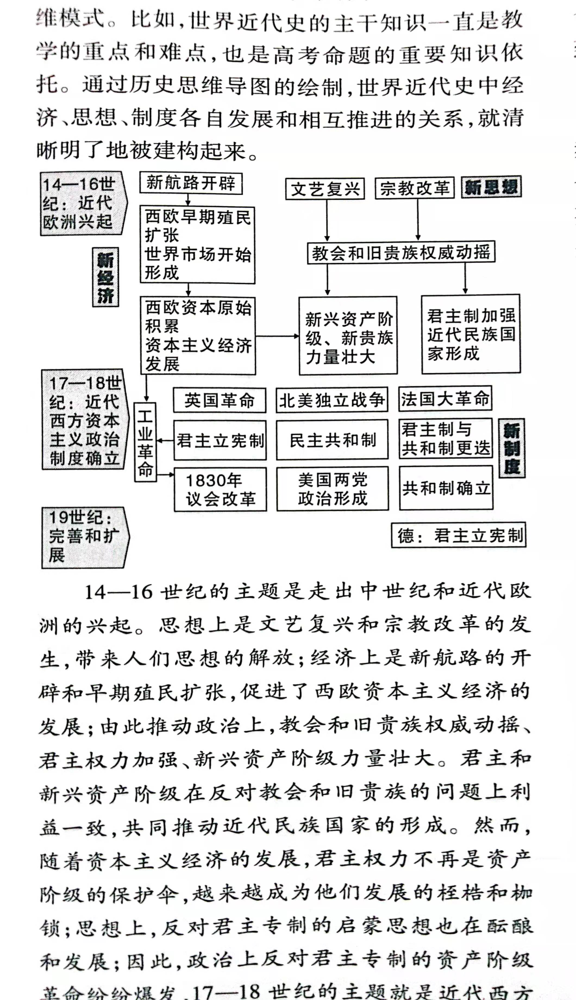 维模式。比如,世界近代史的主干知识一直是教
学的重点和难点,也是高考命题的重要知识依
托。通过历史思维导图的绘制,世界近代史中经
济、思想、制度各自发展和相互推进的关系,就清
晰明了地被建构起来。
14—16世
纪：近代
欧洲兴起
新航路开辟
文艺复兴
宗教改革
新思想
西欧早期殖民
扩张
世界市场开始
形成
教会和旧贵族权威动摇
新
经
济
西欧资本原始
积累
资本主义经济
发展
新兴资产阶
级、新贵族
力量壮大
君主制加强
近代民族国
家形成
17—18世
纪：近代
西方资本
主义政治
制度确立
工
业
革
命
英国革命
北美独立战争
法国大革命
君主立宪制
民主共和制
君主制与
共和制更迭
新
制
度
1830年
议会改革
美国两党
政治形成
共和制确立
19世纪：
完善和扩
展
德：君主立宪制
14—16 世纪的主题是走出中世纪和近代欧
洲的兴起。思想上是文艺复兴和宗教改革的发
生,带来人们思想的解放;经济上是新航路的开
辟和早期殖民扩张,促进了西欧资本主义经济的
发展;由此推动政治上,教会和旧贵族权威动摇、
君主权力加强、新兴资产阶级力量壮大。君主和
新兴资产阶级在反对教会和旧贵族的问题上利
益一致,共同推动近代民族国家的形成。然而,
随着资本主义经济的发展,君主权力不再是资产
阶级的保护伞,越来越成为他们发展的桎梏和枷
锁;思想上,反对君主专制的启蒙思想也在酝酿
和发展;因此,政治上反对君主专制的资产阶级
革命纷纷爆发,17—18 世纪的主题就是近代西方